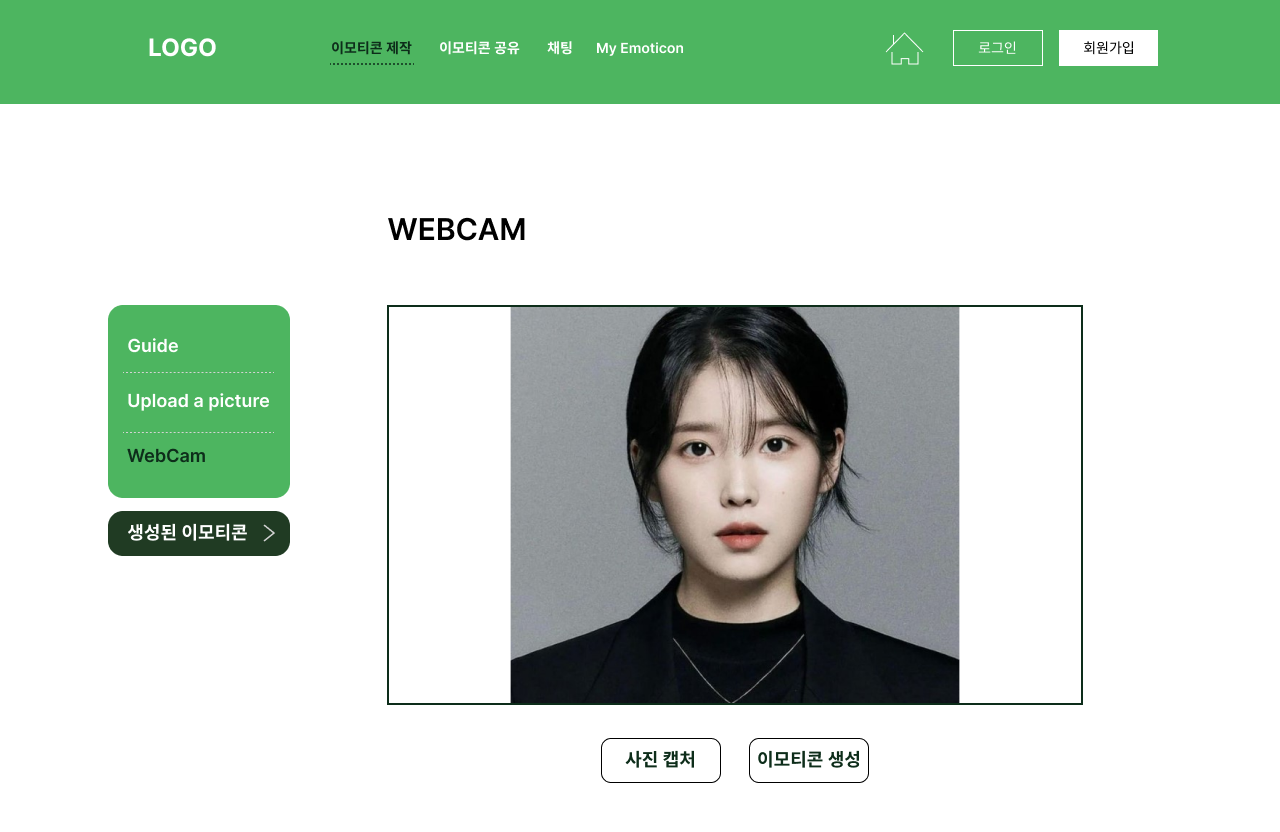 LOGO
이모티콘 제작
이모티콘 공유
채팅
My Emoticon
로그인
회원가입
WEBCAM
Guide
Upload a picture
WebCam
생성된 이모티콘
사진 캡처
이모티콘 생성